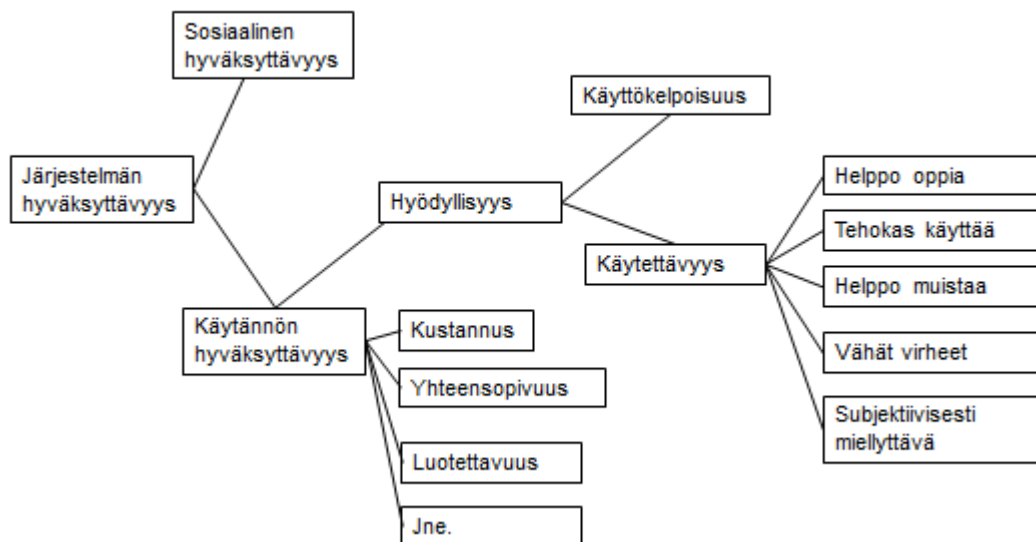 Sosiaalinen
hyväksyttävyys
Käyttökelpoisuus
Järjestelmän
hyväksyttävyys
Hyödyllisyys
Helppo oppia
Tehokas käyttää
Käytettävyys
Helppo muistaa
Käytännön
hyväksyttävyys
Kustannus
Vähät virheet
Yhteensopivuus
Subjektiivisesti
miellyttävä
Luotettavuus
Jne.